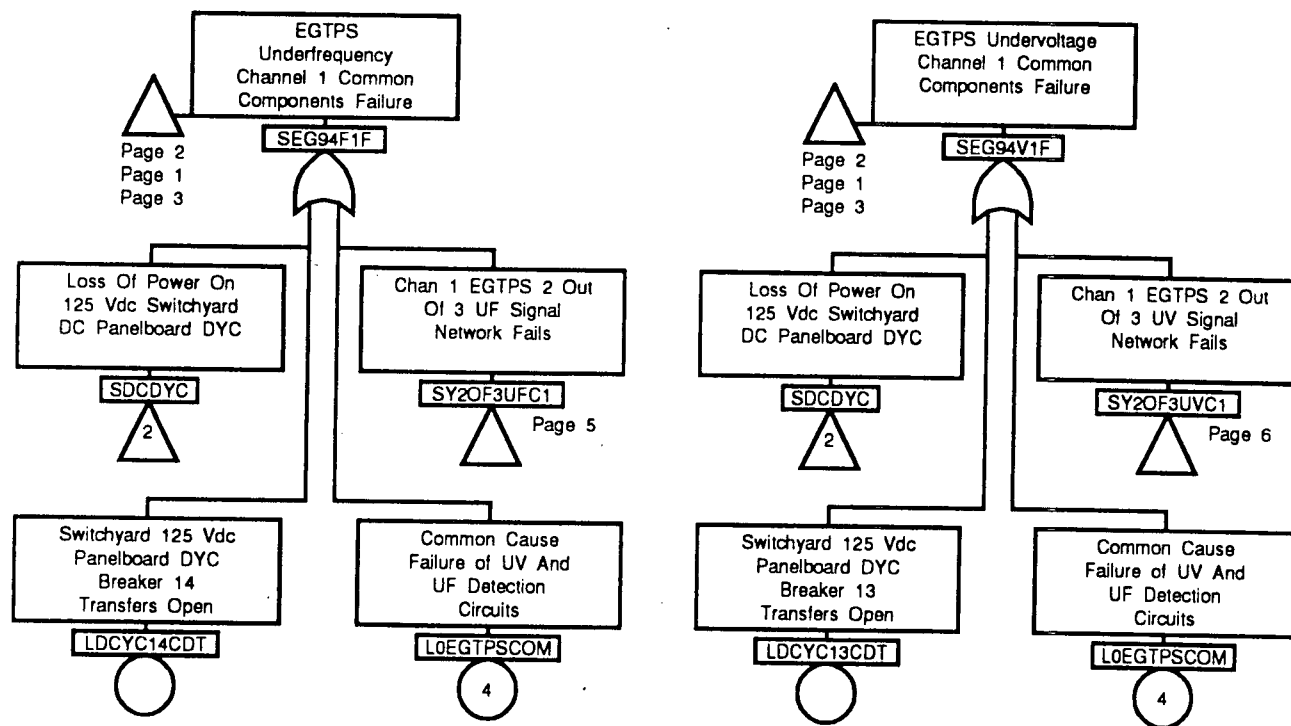 EGTPS
Underfrequency
Channel 1 Common
Components Failure
SEG94F1F
Page 2
Page 1
Page 3
Loss Of Power On
125 Vdc Switchyard
DC Panelboard DYC
SDCDYC
2
Chan 1 EGTPS 2 Out
Of 3 UF Signal
Network Fails
SY2OF3UFC1
Page 5
Switchyard 125 Vdc
Panelboard DYC
Breaker 14
Transfers Open
LDCYC14CDT
Common Cause
Failure of UV And
UF Detection
Circuits
L0EGTPSCOM
4
EGTPS Undervoltage
Channel 1 Common
Components Failure
SEG94V1F
Page 2
Page 1
Page 3
Loss Of Power On
125 Vdc Switchyard
DC Panelboard DYC
SDCDYC
2
Chan 1 EGTPS 2 Out
Of 3 UV Signal
Network Fails
SY2OF3UVC1
Page 6
Switchyard 125 Vdc
Panelboard DYC
Breaker 13
Transfers Open
LDCYC13CDT
Common Cause
Failure of UV And
UF Detection
Circuits
L0EGTPSCOM
4